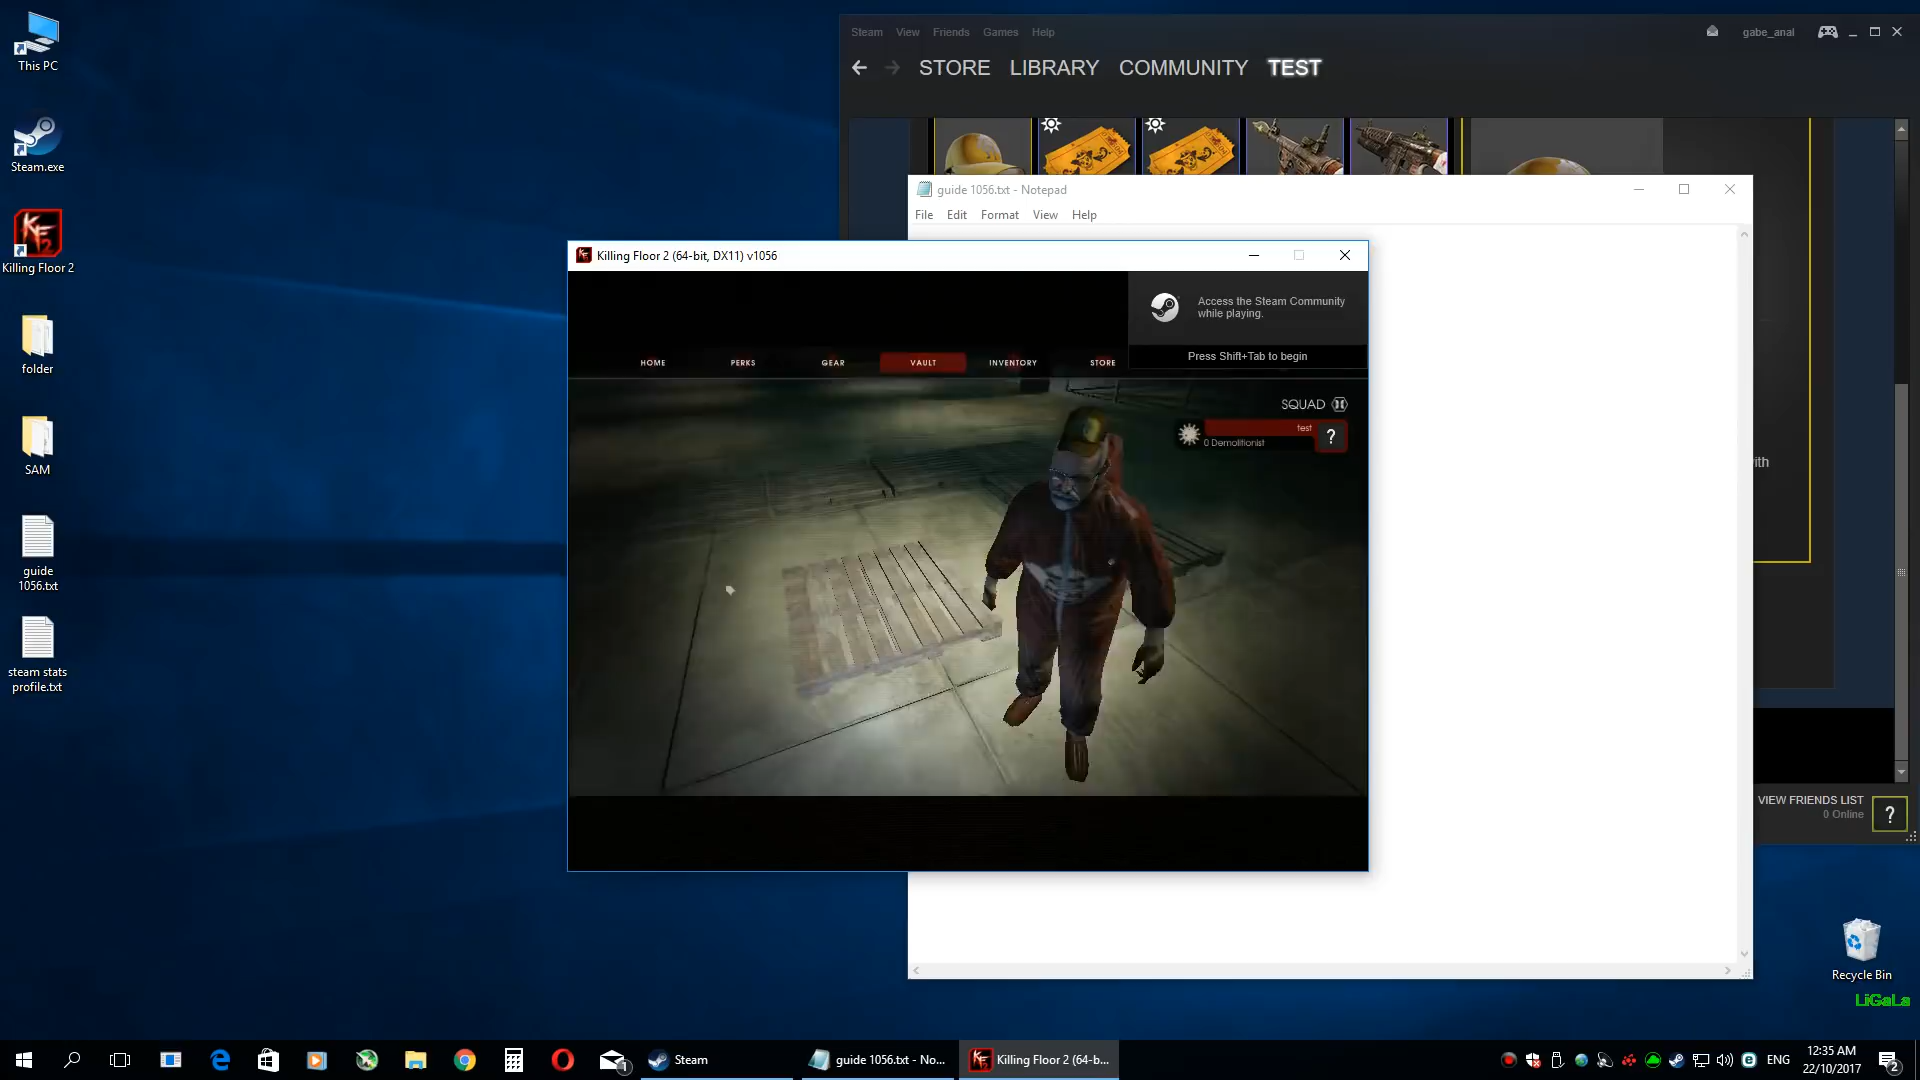 This PC
Steam.exe
Killing Floor 2
folder
SAM
guide
1056.txt
steam stats
profile.txt
Steam View Friends Games Help
gabe_anal
STORE LIBRARY COMMUNITY TEST
guide 1056.txt - Notepad
File Edit Format View Help
Killing Floor 2 (64-bit, DX11) v1056
Access the Steam Community
while playing.
Press Shift+Tab to begin
HOME PERKS GEAR VAULT INVENTORY STORE
SQUAD
test
0 Demolitionist
?
ith
VIEW FRIENDS LIST
0 Online
?
Recycle Bin
LiGaLa
Steam
guide 1056.txt - No...
Killing Floor 2 (64-b...
1
ENG
12:35 AM
22/10/2017
2